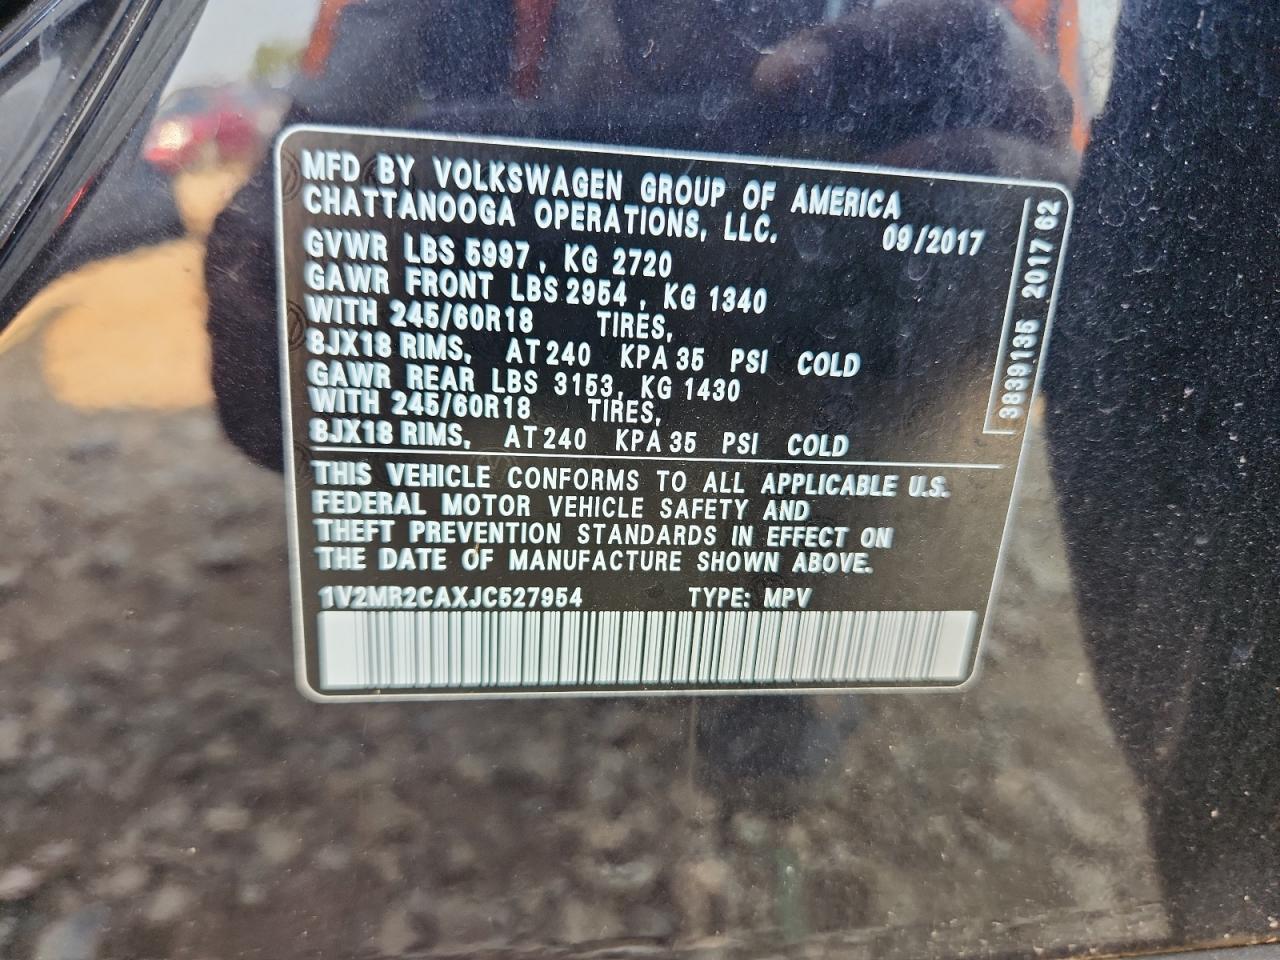 MFD BY VOLKSWAGEN GROUP OF AMERICA
CHATTANOOGA OPERATIONS, LLC. 09/2017
GVWR LBS 5997, KG 2720
GAWR FRONT LBS 2954, KG 1340
WITH 245/60R18 TIRES,
8JX18 RIMS, AT 240 KPA 35 PSI COLD
GAWR REAR LBS 3153, KG 1430
WITH 245/60R18 TIRES,
8JX18 RIMS, AT 240 KPA 35 PSI COLD
THIS VEHICLE CONFORMS TO ALL APPLICABLE U.S.
FEDERAL MOTOR VEHICLE SAFETY AND
THEFT PREVENTION STANDARDS IN EFFECT ON
THE DATE OF MANUFACTURE SHOWN ABOVE.
1V2MR2CAXJC527954 TYPE: MPV
3839135 2017 62